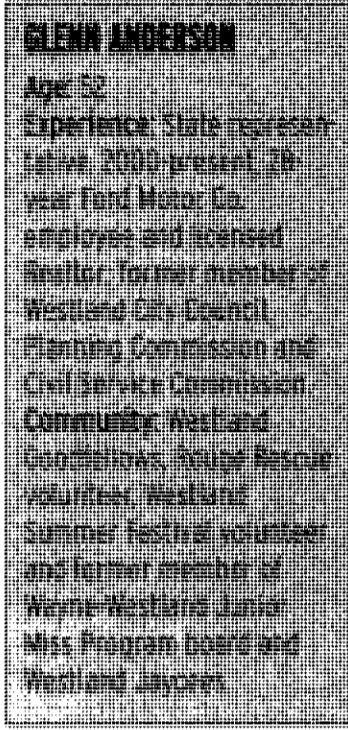 GLENN ANDERSON
Age: 52
Experience: State represen-
tative, 2000-present, 28-
year Ford Motor Co.
employee and licensed
Realtor; former member of
Westland City Council,
Planning Commission and
Civil Service Commission.
Community: Westland
Goodfellows, Rouge Rescue
volunteer, Westland
Summer Festival volunteer
and former member of
Wayne-Westland Junior
Miss Program board and
Westland Jaycees